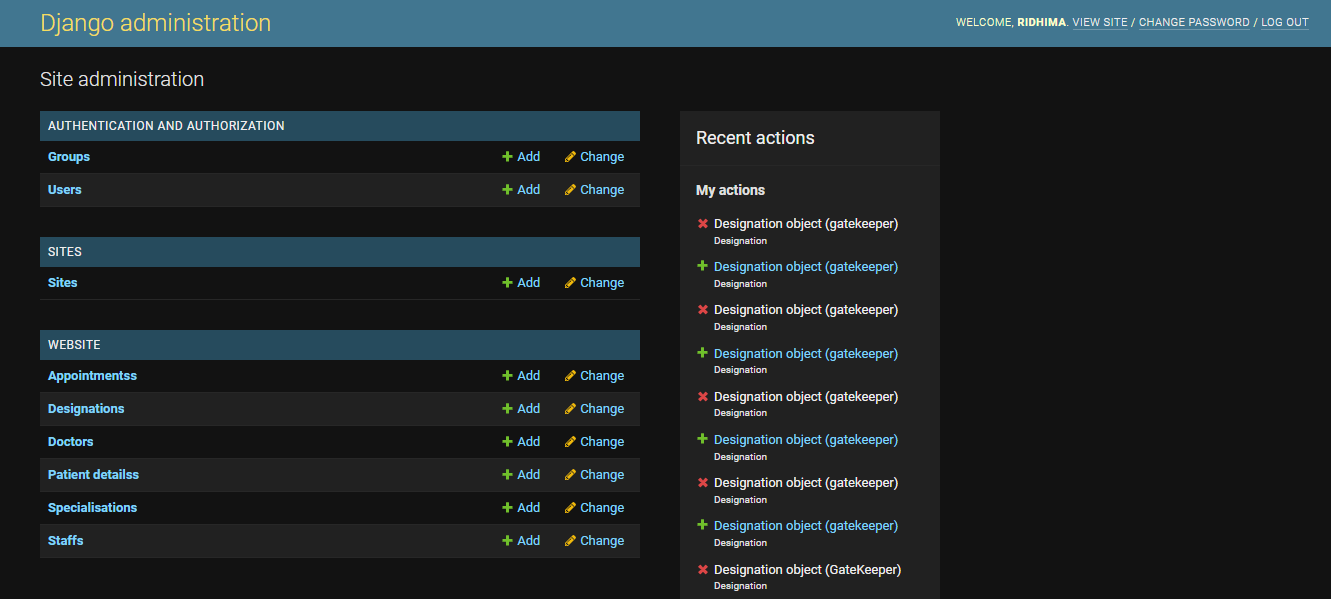 Django administration
WELCOME, RIDHIMA. VIEW SITE / CHANGE PASSWORD / LOG OUT
Site administration
AUTHENTICATION AND AUTHORIZATION
Groups Add Change
Users Add Change
SITES
Sites Add Change
WEBSITE
Appointmentss Add Change
Designations Add Change
Doctors Add Change
Patient detailss Add Change
Specialisations Add Change
Staffs Add Change
Recent actions
My actions
Designation object (gatekeeper)
Designation
Designation object (gatekeeper)
Designation
Designation object (gatekeeper)
Designation
Designation object (gatekeeper)
Designation
Designation object (gatekeeper)
Designation
Designation object (gatekeeper)
Designation
Designation object (gatekeeper)
Designation
Designation object (gatekeeper)
Designation
Designation object (GateKeeper)
Designation